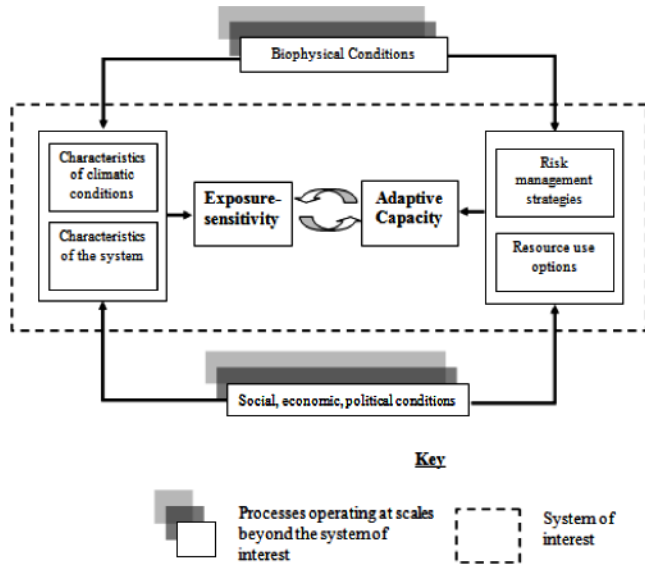 Biophysical Conditions
Characteristics
of climatic
conditions
Characteristics
of the system
Exposure-
sensitivity
Adaptive
Capacity
Risk
management
strategies
Resource use
options
Social, economic, political conditions
Key
Processes operating at scales
beyond the system of
interest
System of
interest